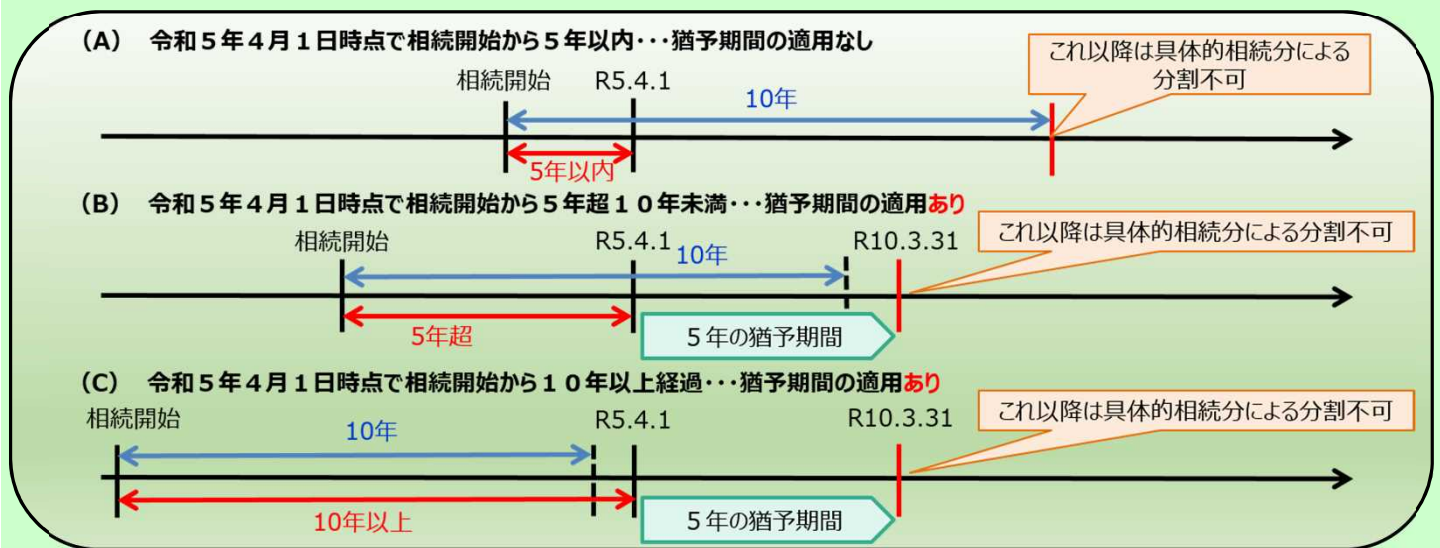 (A) 令和５年４月１日時点で相続開始から５年以内・・・猶予期間の適用なし
これ以降は具体的相続分による
分割不可
相続開始 R5.4.1
10年
5年以内
(B) 令和５年４月１日時点で相続開始から５年超１０年未満・・・猶予期間の適用あり
相続開始 R5.4.1 R10.3.31
これ以降は具体的相続分による分割不可
10年
5年超
５年の猶予期間
(C) 令和５年４月１日時点で相続開始から１０年以上経過・・・猶予期間の適用あり
相続開始 R5.4.1 R10.3.31
これ以降は具体的相続分による分割不可
10年
10年以上
５年の猶予期間